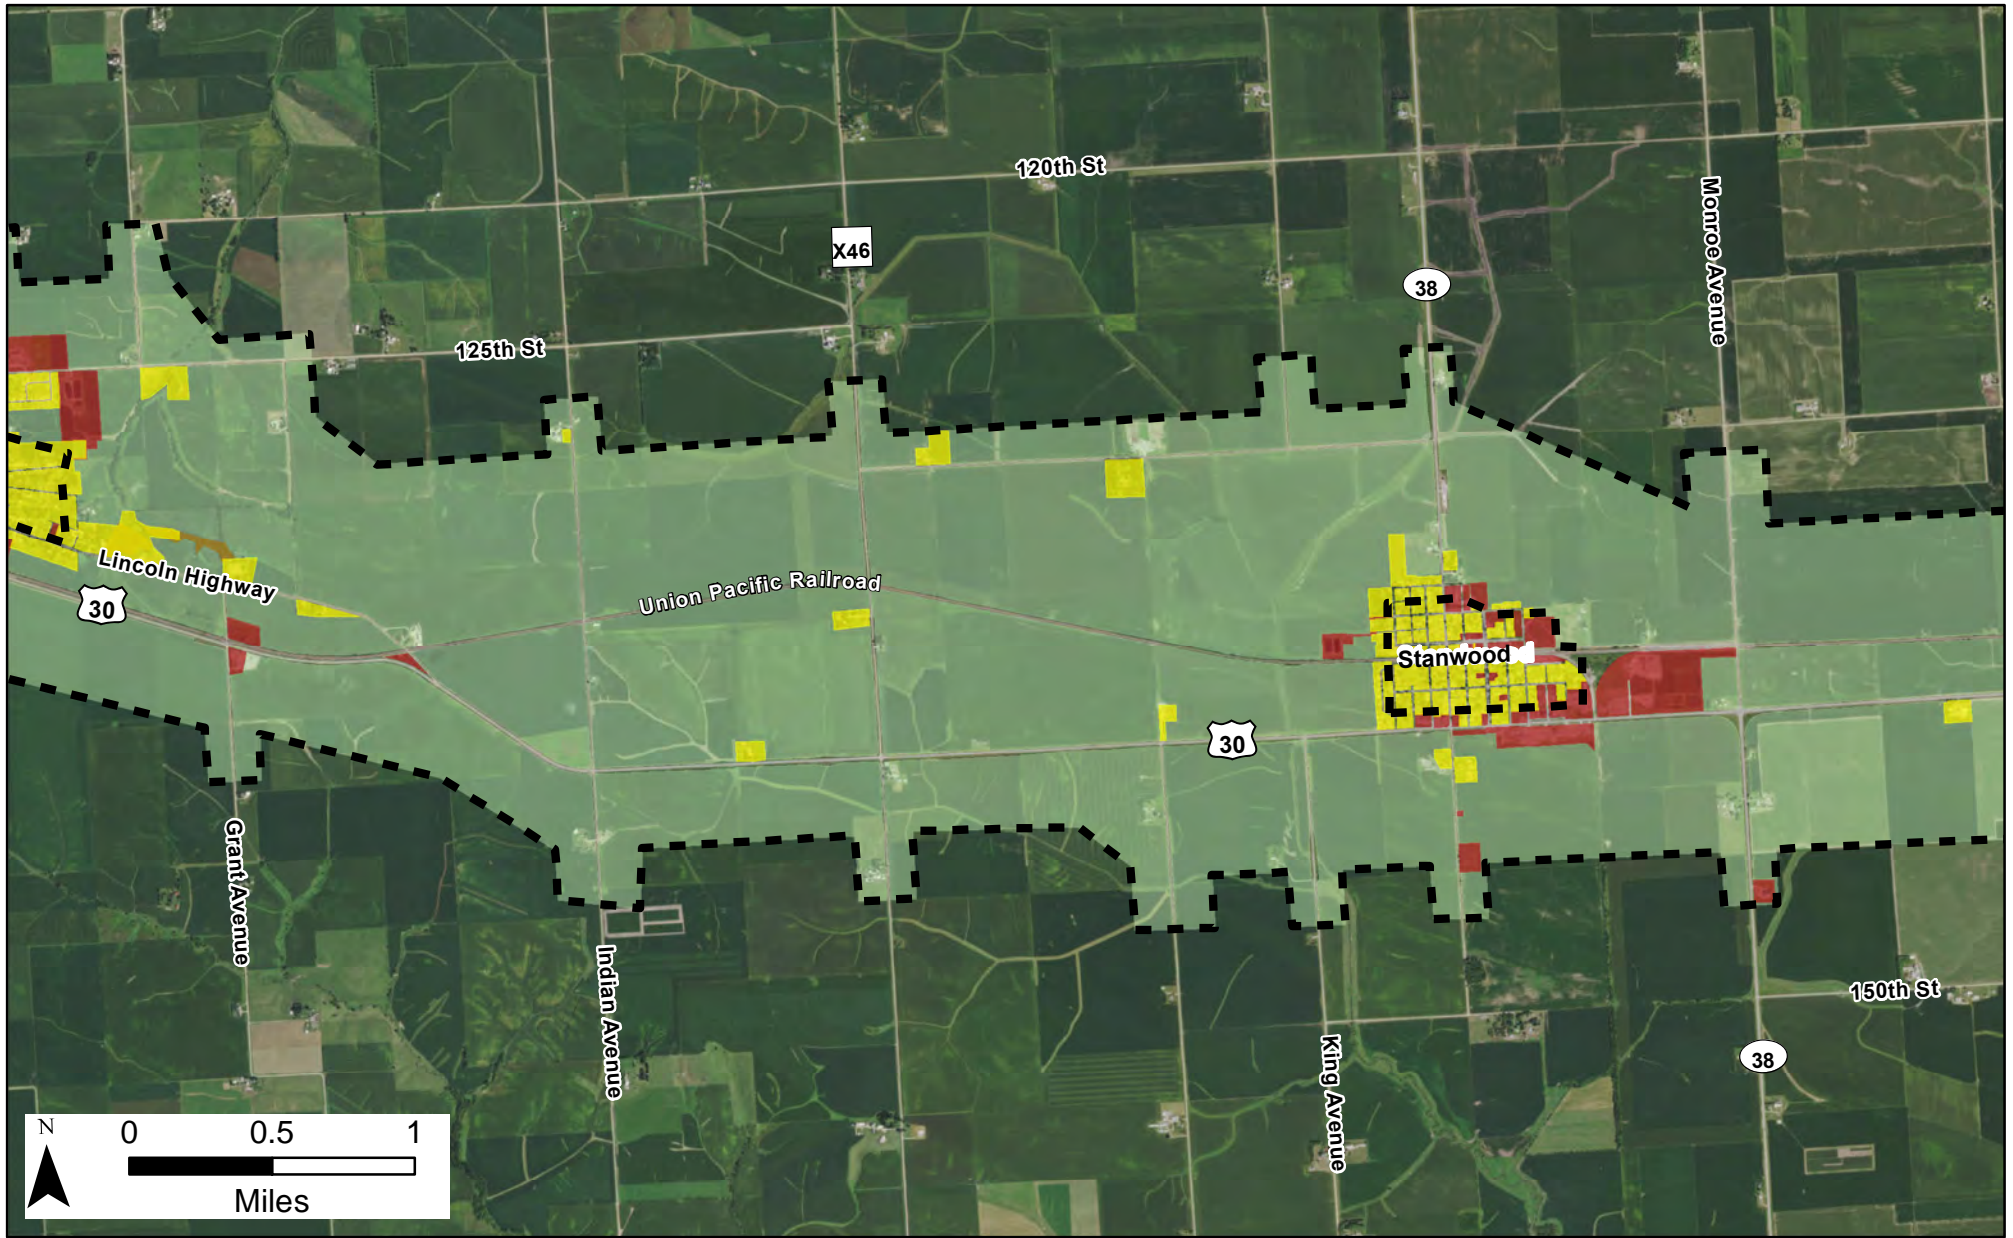 120th St
Monroe Avenue
X46
38
125th St
Lincoln Highway
30
Union Pacific Railroad
Stanwood
30
Grant Avenue
Indian Avenue
150th St
King Avenue
38
N
0 0.5 1
Miles